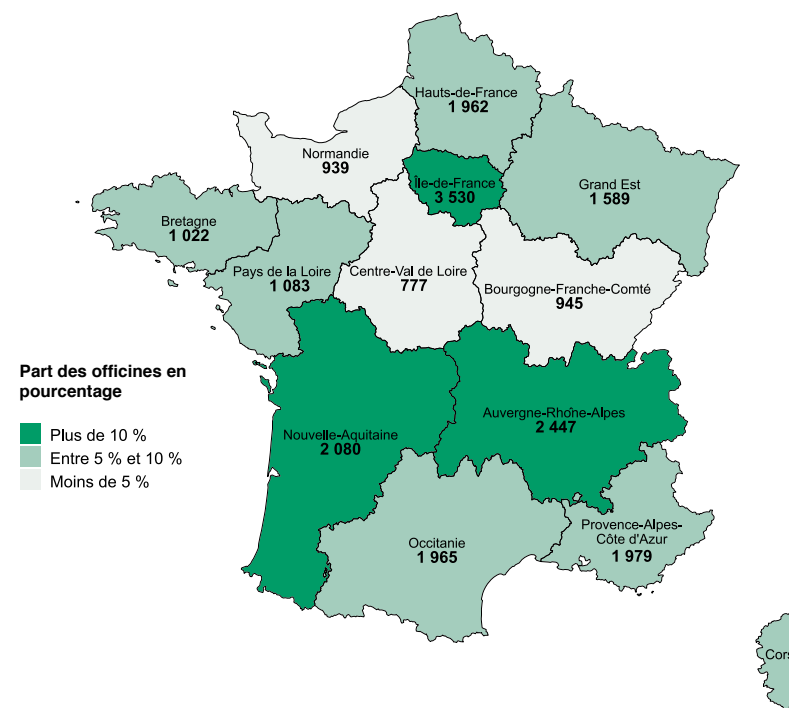 Hauts-de-France
1 962
Normandie
939
Île-de-France
3 530
Grand Est
1 589
Bretagne
1 022
Pays de la Loire
1 083
Centre-Val de Loire
777
Bourgogne-Franche-Comté
945
Part des officines en
pourcentage
Plus de 10 %
Entre 5 % et 10 %
Moins de 5 %
Nouvelle-Aquitaine
2 080
Auvergne-Rhône-Alpes
2 447
Occitanie
1 965
Provence-Alpes-
Côte d'Azur
1 979
Cors